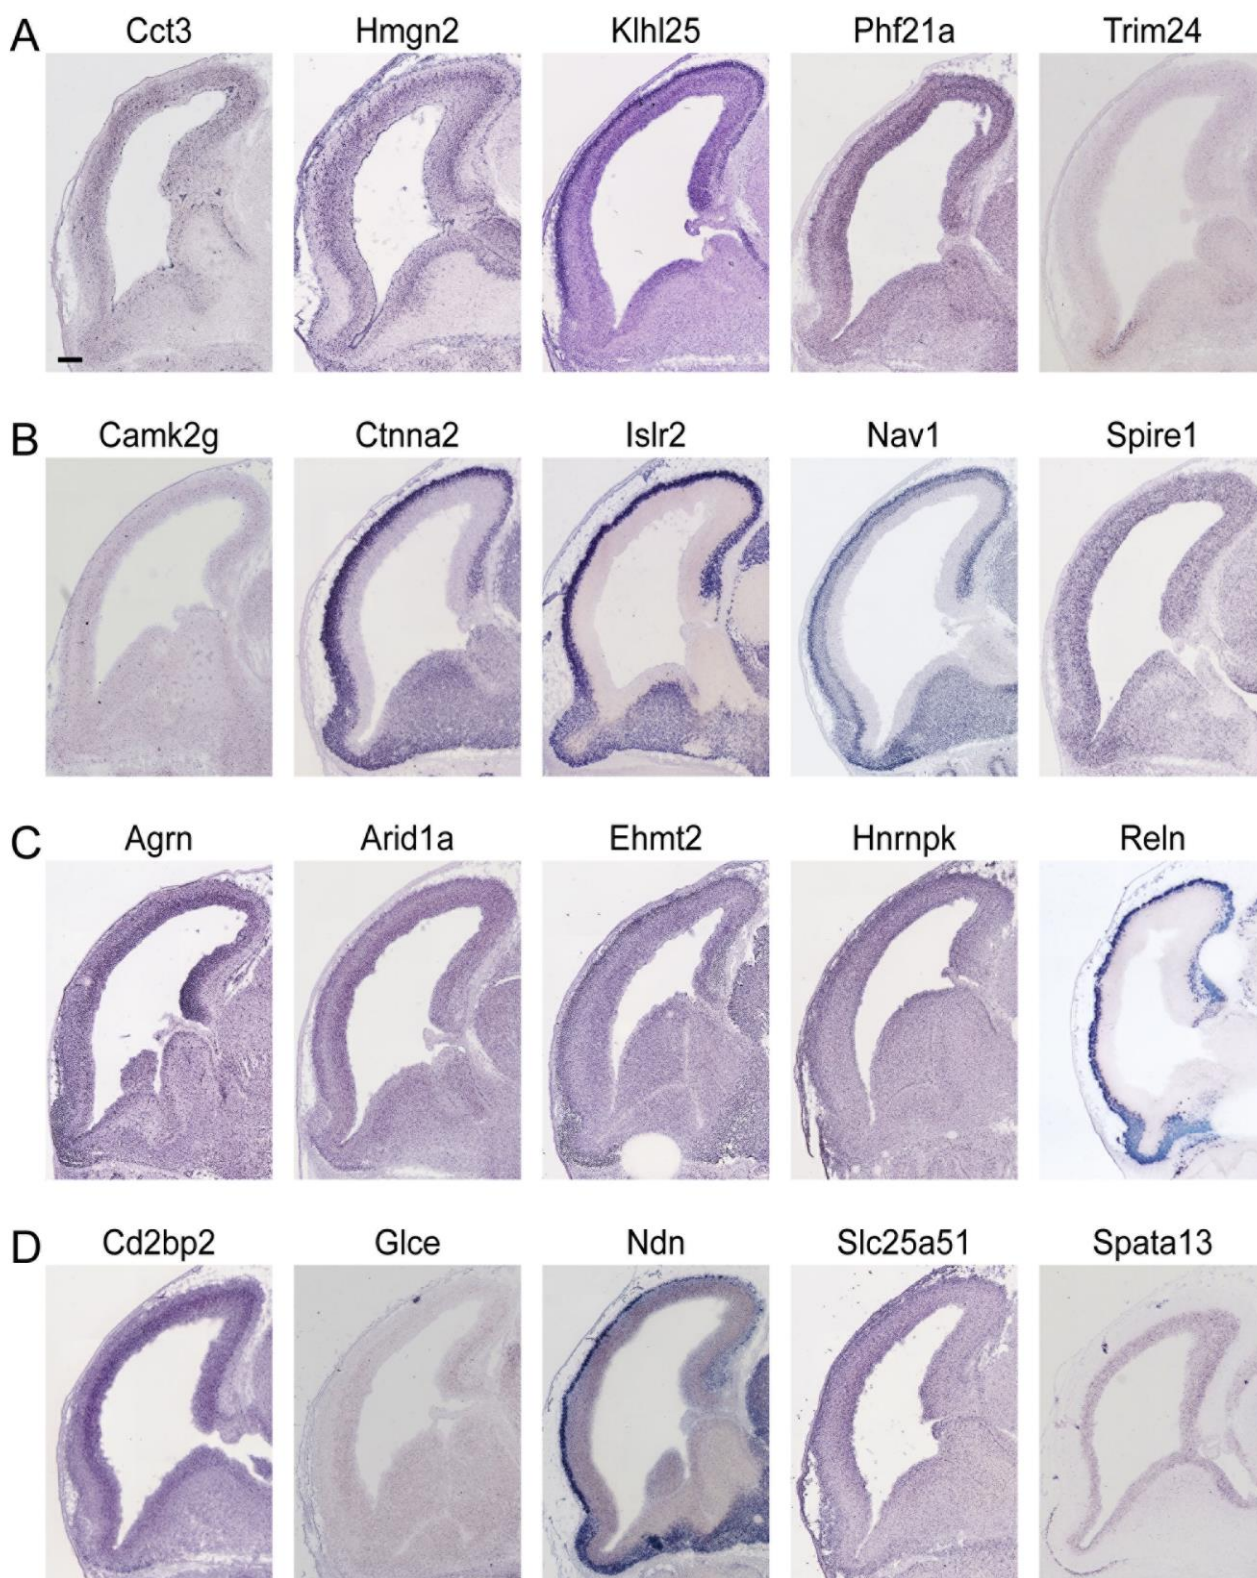 A
Cct3 Hmgn2 Klhl25 Phf21a Trim24
B
Camk2g Ctnna2 Islr2 Nav1 Spire1
C
Agrn Arid1a Ehmt2 Hnrnpk Reln
D
Cd2bp2 Glce Ndn Slc25a51 Spata13